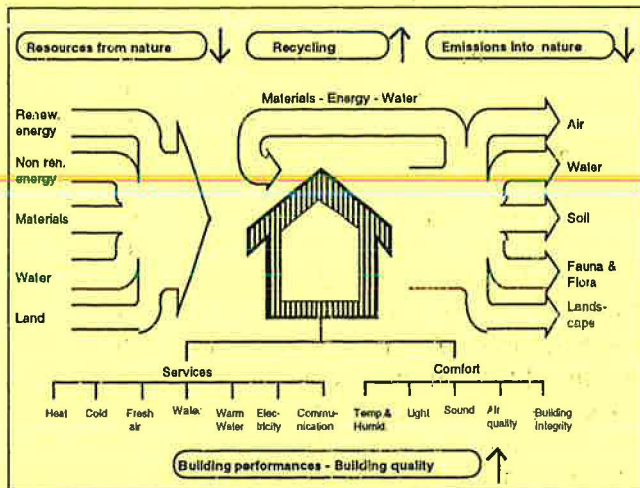 Resources from nature
Recycling
Emissions into nature
Materials - Energy - Water
Renew.
energy
Non ren.
energy
Materials
Water
Land
Air
Water
Soil
Fauna &
Flora
Lands-
cape
Services
Comfort
Heat
Cold
Fresh
air
Water
Warm
Water
Elec-
tricity
Commu-
nication
Temp &
Humid.
Light
Sound
Air
quality
Building
Integrity
Building performances - Building quality